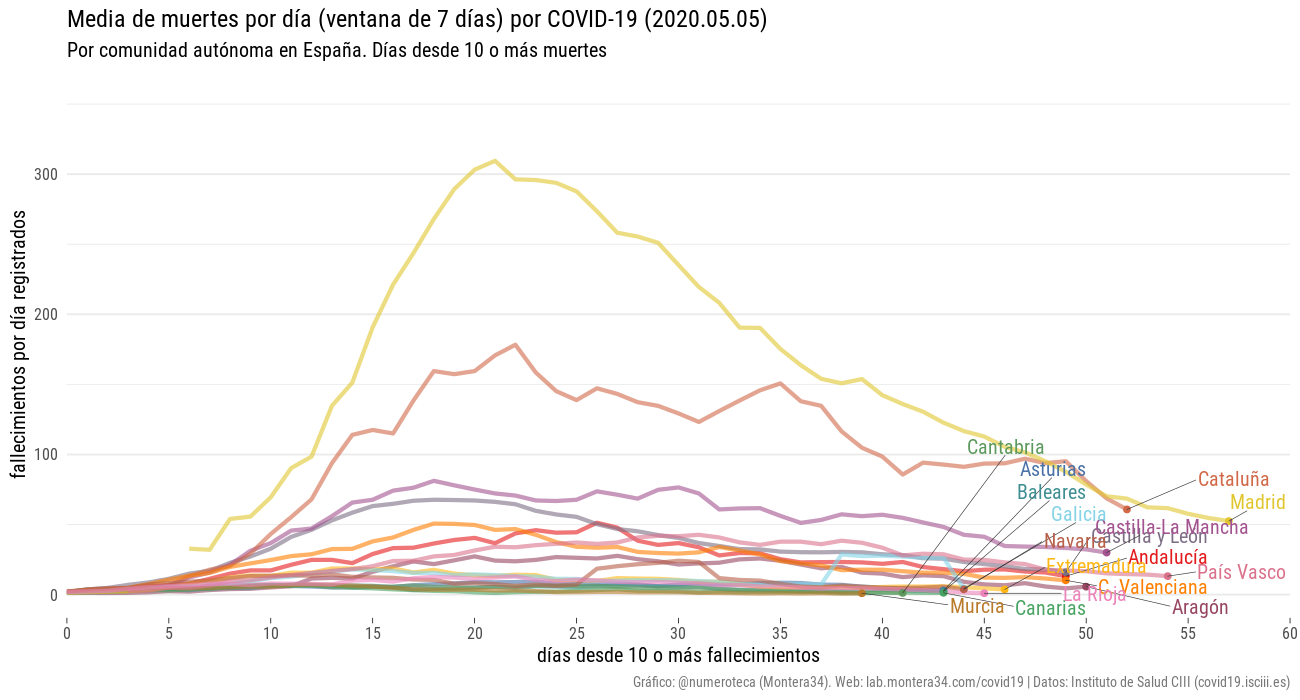 Media de muertes por día (ventana de 7 días) por COVID-19 (2020.05.05)
Por comunidad autónoma en España. Días desde 10 o más muertes
fallecimientos por día registrados
300
200
100
0
Cantabria
Asturias
Baleares
Galicia
Cataluña
Madrid
Castilla-La Mancha
Castilla y León
Navarra
Andalucía
Extremadura
País Vasco
C. Valenciana
La Rioja
Murcia
Canarias
Aragón
0 5 10 15 20 25 30 35 40 45 50 55 60
días desde 10 o más fallecimientos
Gráfico: @numeroteca (Montera34). Web: lab.montera34.com/covid19 | Datos: Instituto de Salud CIII (covid19.isciii.es)